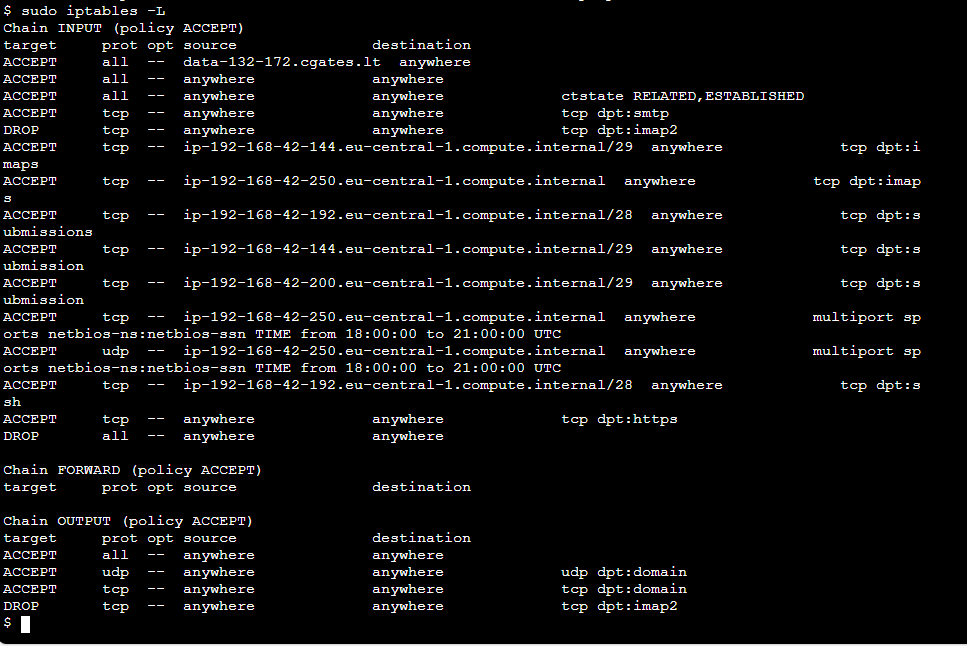 $ sudo iptables -L
Chain INPUT (policy ACCEPT)
target     prot opt source               destination
ACCEPT     all  --  data-132-172.cgates.lt  anywhere
ACCEPT     all  --  anywhere             anywhere
ACCEPT     all  --  anywhere             anywhere             ctstate RELATED,ESTABLISHED
ACCEPT     tcp  --  anywhere             anywhere             tcp dpt:smtp
DROP       tcp  --  anywhere             anywhere             tcp dpt:imap2
ACCEPT     tcp  --  ip-192-168-42-144.eu-central-1.compute.internal/29  anywhere             tcp dpt:i
maps
ACCEPT     tcp  --  ip-192-168-42-250.eu-central-1.compute.internal  anywhere             tcp dpt:imap
s
ACCEPT     tcp  --  ip-192-168-42-192.eu-central-1.compute.internal/28  anywhere             tcp dpt:s
ubmissions
ACCEPT     tcp  --  ip-192-168-42-144.eu-central-1.compute.internal/29  anywhere             tcp dpt:s
ubmission
ACCEPT     tcp  --  ip-192-168-42-200.eu-central-1.compute.internal/29  anywhere             tcp dpt:s
ubmission
ACCEPT     tcp  --  ip-192-168-42-250.eu-central-1.compute.internal  anywhere             multiport sp
orts netbios-ns:netbios-ssn TIME from 18:00:00 to 21:00:00 UTC
ACCEPT     udp  --  ip-192-168-42-250.eu-central-1.compute.internal  anywhere             multiport sp
orts netbios-ns:netbios-ssn TIME from 18:00:00 to 21:00:00 UTC
ACCEPT     tcp  --  ip-192-168-42-192.eu-central-1.compute.internal/28  anywhere             tcp dpt:s
sh
ACCEPT     tcp  --  anywhere             anywhere             tcp dpt:https
DROP       all  --  anywhere             anywhere

Chain FORWARD (policy ACCEPT)
target     prot opt source               destination

Chain OUTPUT (policy ACCEPT)
target     prot opt source               destination
ACCEPT     all  --  anywhere             anywhere
ACCEPT     udp  --  anywhere             anywhere             udp dpt:domain
ACCEPT     tcp  --  anywhere             anywhere             tcp dpt:domain
DROP       tcp  --  anywhere             anywhere             tcp dpt:imap2
$